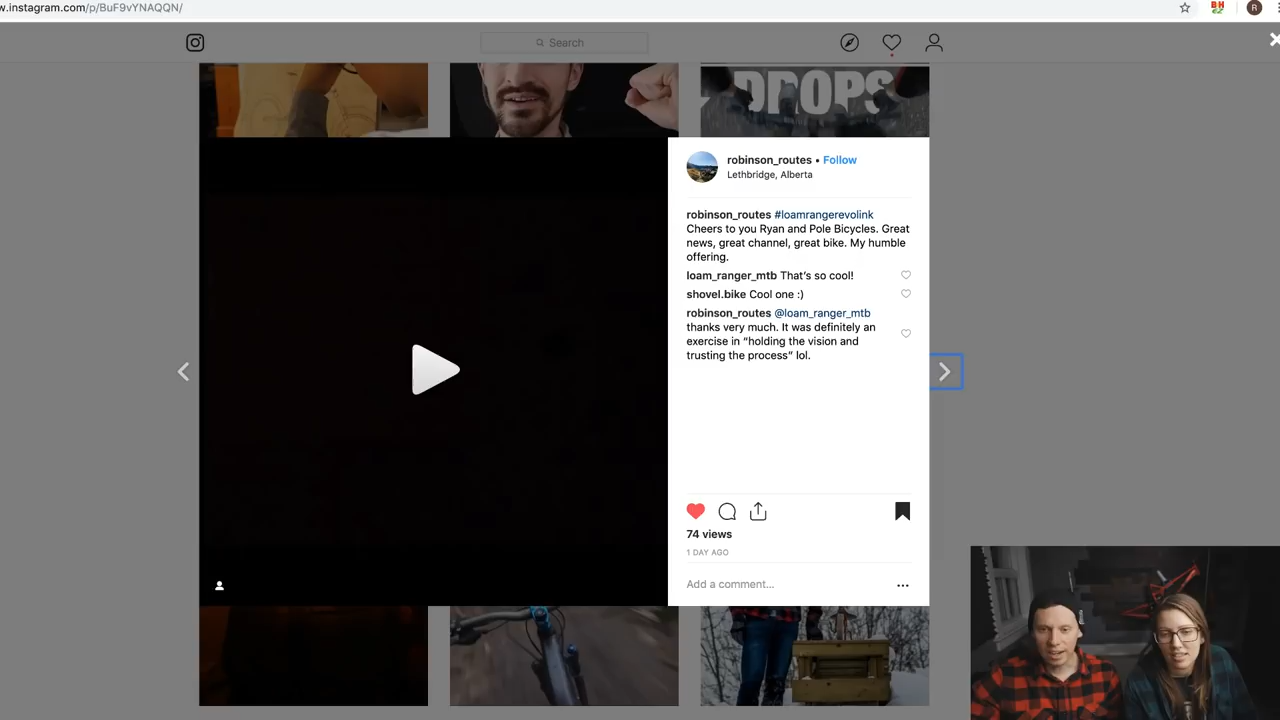 w.instagram.com/p/BuF9vYNAQQN/
R
Search
DROPS
robinson_routes • Follow
Lethbridge, Alberta
robinson_routes #loamrangerevolink
Cheers to you Ryan and Pole Bicycles. Great
news, great channel, great bike. My humble
offering.
loam_ranger_mtb That's so cool!
shovel.bike Cool one :)
robinson_routes @loam_ranger_mtb
thanks very much. It was definitely an
exercise in “holding the vision and
trusting the process” lol.
74 views
1 DAY AGO
Add a comment...